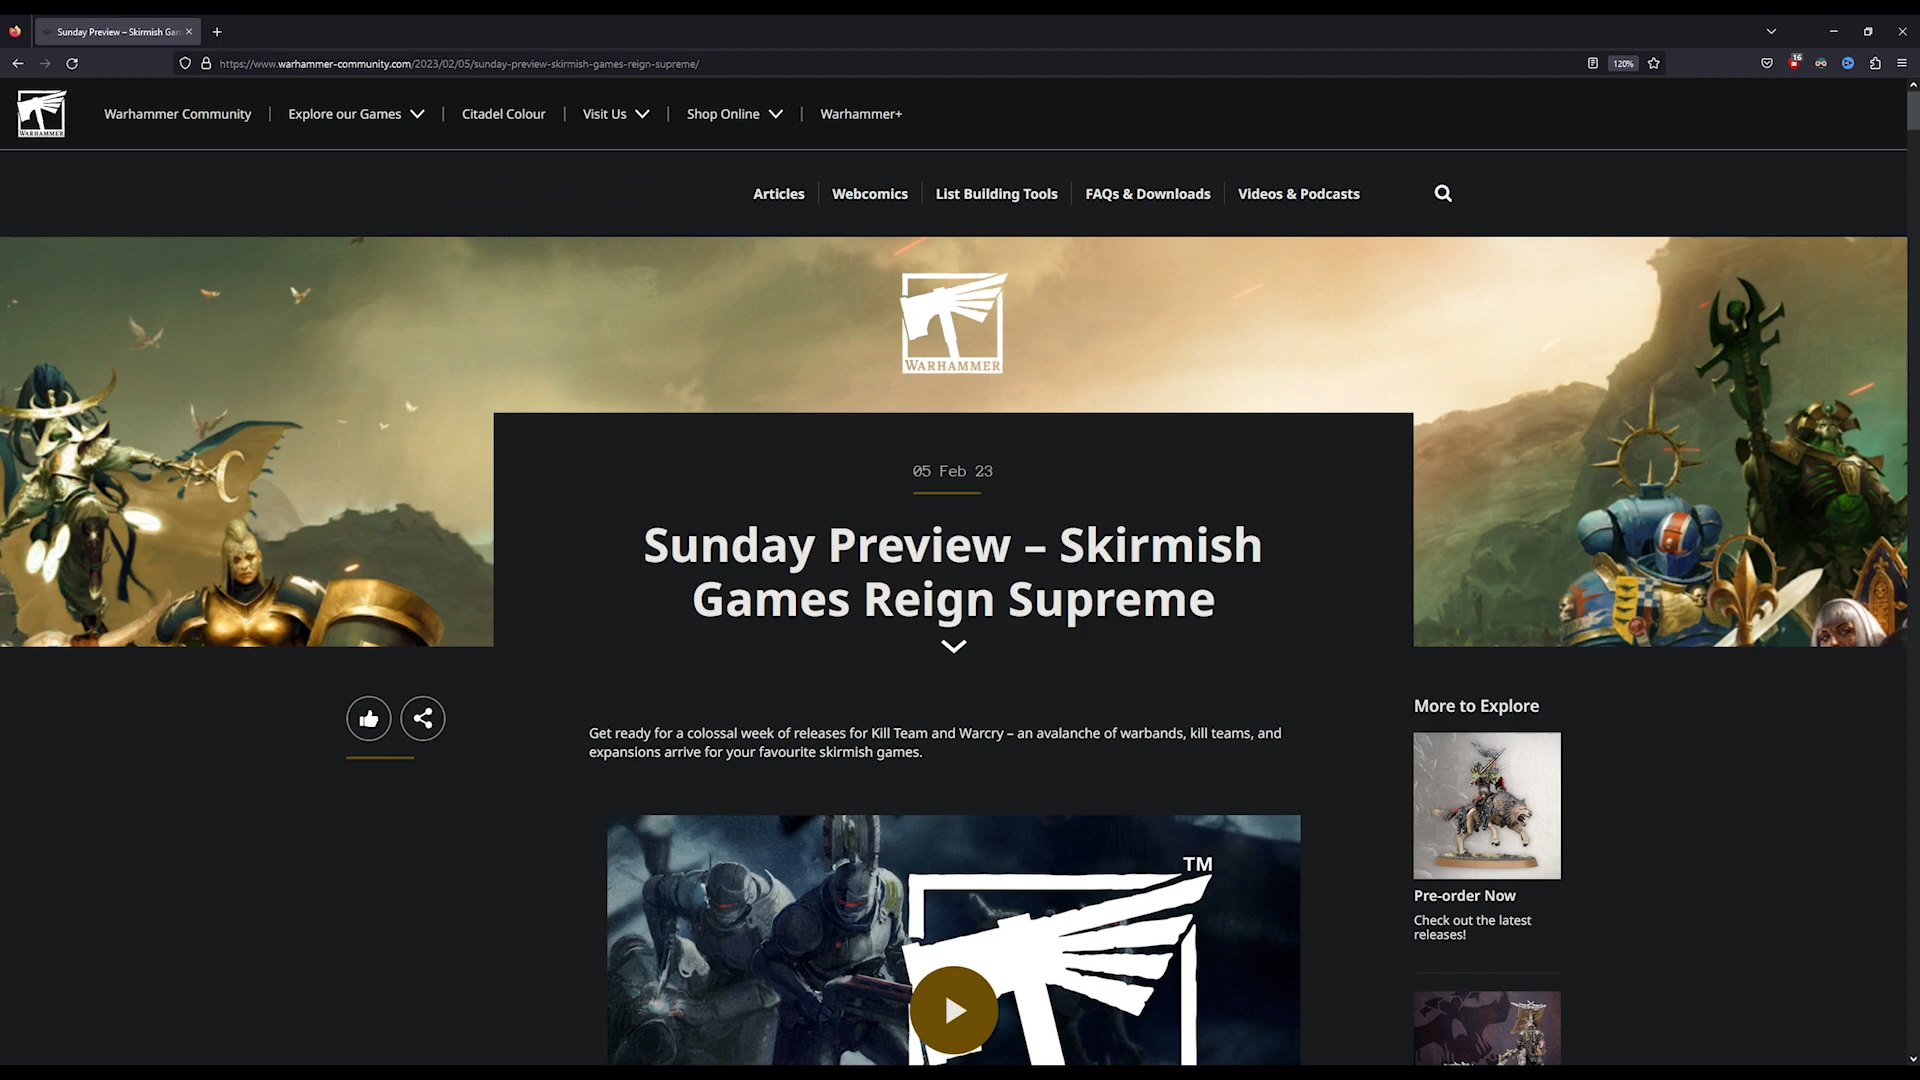 Sunday Preview – Skirmish Gam
https://www.warhammer-community.com/2023/02/05/sunday-preview-skirmish-games-reign-supreme/
120%
16
WARHAMMER
Warhammer Community
Explore our Games
Citadel Colour
Visit Us
Shop Online
Warhammer+
Articles
Webcomics
List Building Tools
FAQs & Downloads
Videos & Podcasts
WARHAMMER
05 Feb 23
Sunday Preview – Skirmish
Games Reign Supreme
Get ready for a colossal week of releases for Kill Team and Warcry – an avalanche of warbands, kill teams, and
expansions arrive for your favourite skirmish games.
TM
More to Explore
Pre-order Now
Check out the latest
releases!